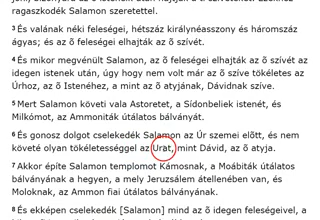 ragaszkodék Salamon szeretettel.
3 És valának néki feleségei, hétszáz királynéasszony és háromszáz
ágyas; és az õ feleségei elhajták az õ szívét.
4 És mikor megvénült Salamon, az õ feleségei elhajták az õ szívét az
idegen istenek után, úgy hogy nem volt már az õ szíve tökéletes az
Úrhoz, az õ Istenéhez, a mint az õ atyjának, Dávidnak szíve.
5 Mert Salamon követi vala Astoretet, a Sídonbeliek istenét, és
Milkómot, az Ammoniták útálatos bálványát.
6 És gonosz dolgot cselekedék Salamon az Úr szemei elõtt, és nem
követé olyan tökéletességgel az Urat, mint Dávid, az õ atyja.
7 Akkor építe Salamon templomot Kámosnak, a Moábiták útálatos
bálványának a hegyen, a mely Jeruzsálem átellenében van, és
Moloknak, az Ammon fiai útálatos bálványának.
8 És ekképen cselekedék [Salamon] mind az õ idegen feleségeivel, a